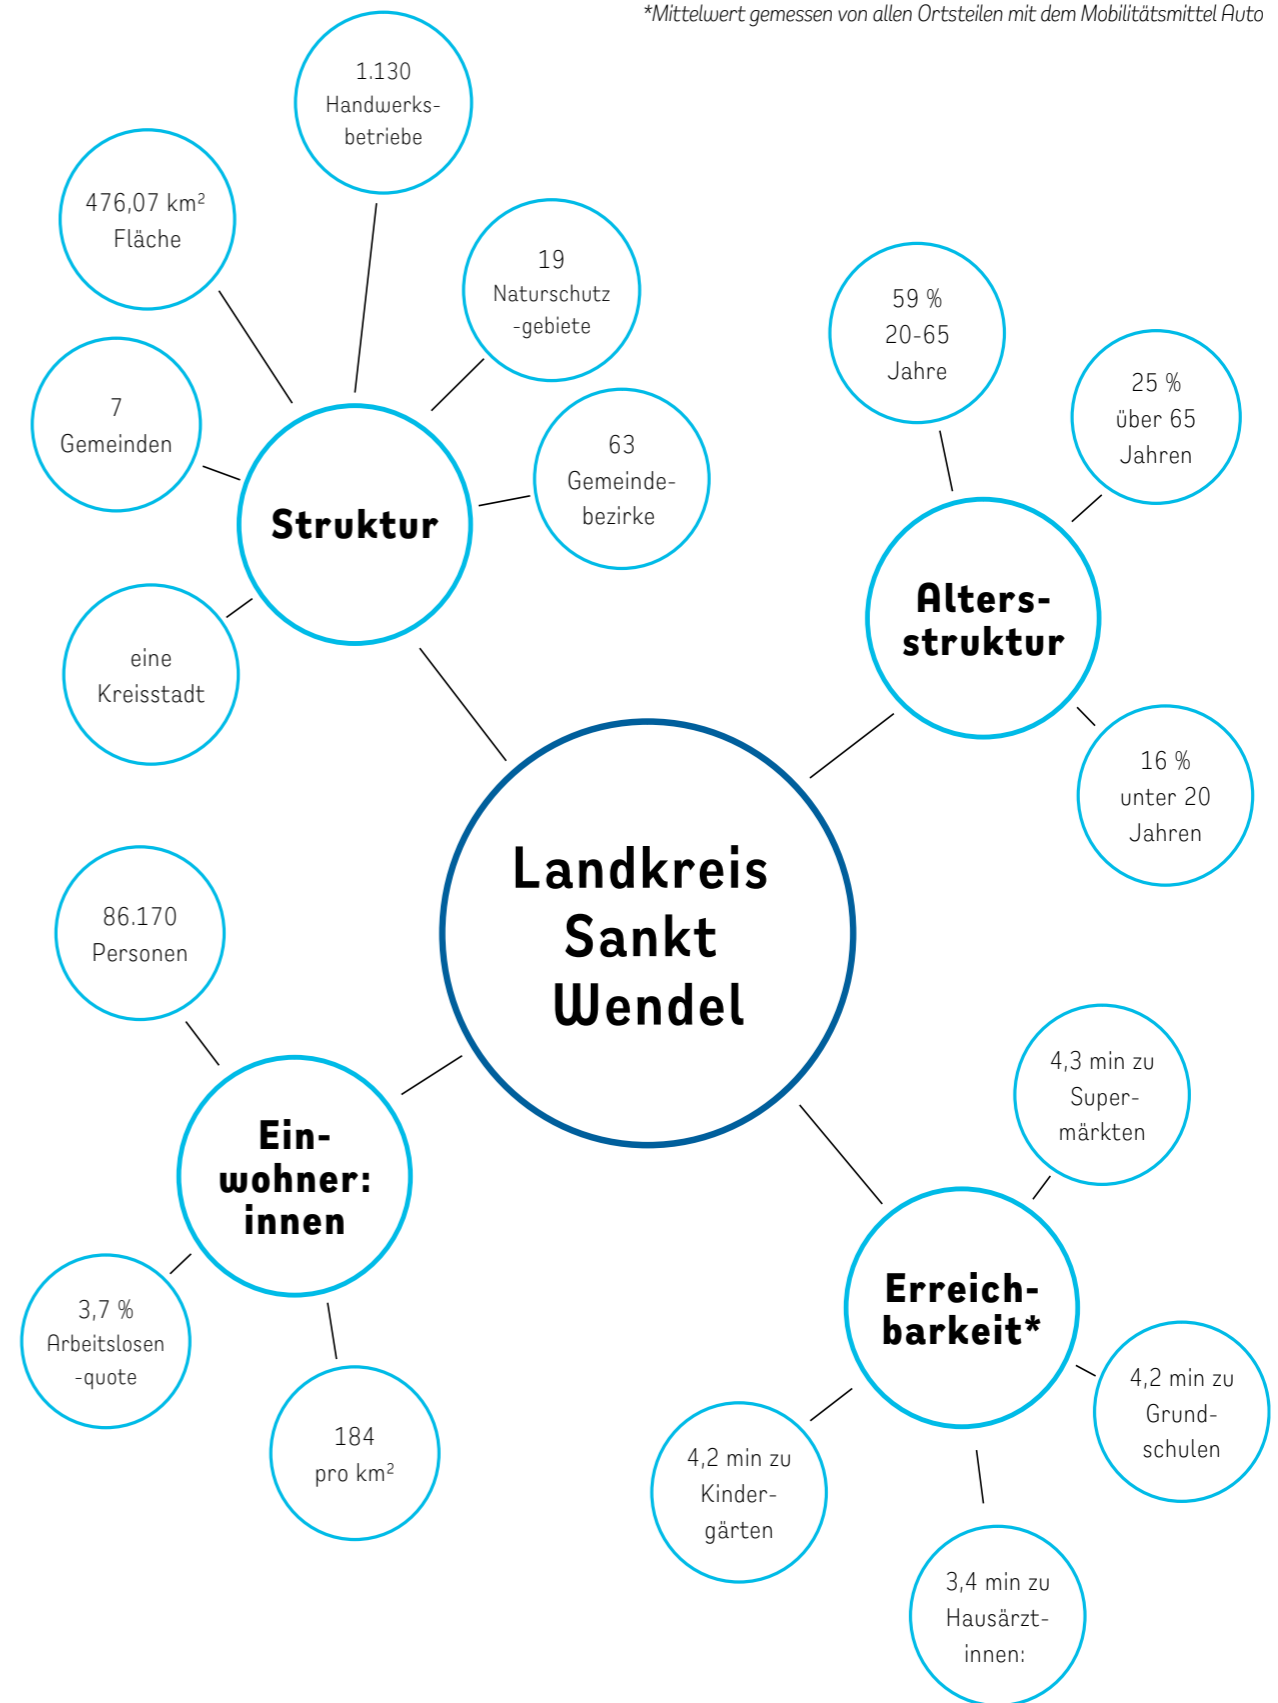 *Mittelwert gemessen von allen Ortsteilen mit dem Mobilitätsmittel Auto
1.130
Handwerks-
betriebe
476,07 km²
Fläche
19
Naturschutz
-gebiete
7
Gemeinden
63
Gemeinde-
bezirke
Struktur
eine
Kreisstadt
59 %
20-65
Jahre
25 %
über 65
Jahren
Alters-
struktur
16 %
unter 20
Jahren
Landkreis
Sankt
Wendel
86.170
Personen
Ein-
wohner:
innen
3,7 %
Arbeitslosen
-quote
184
pro km²
4,3 min zu
Super-
märkten
Erreich-
barkeit*
4,2 min zu
Grund-
schulen
4,2 min zu
Kinder-
gärten
3,4 min zu
Hausärzt-
innen: